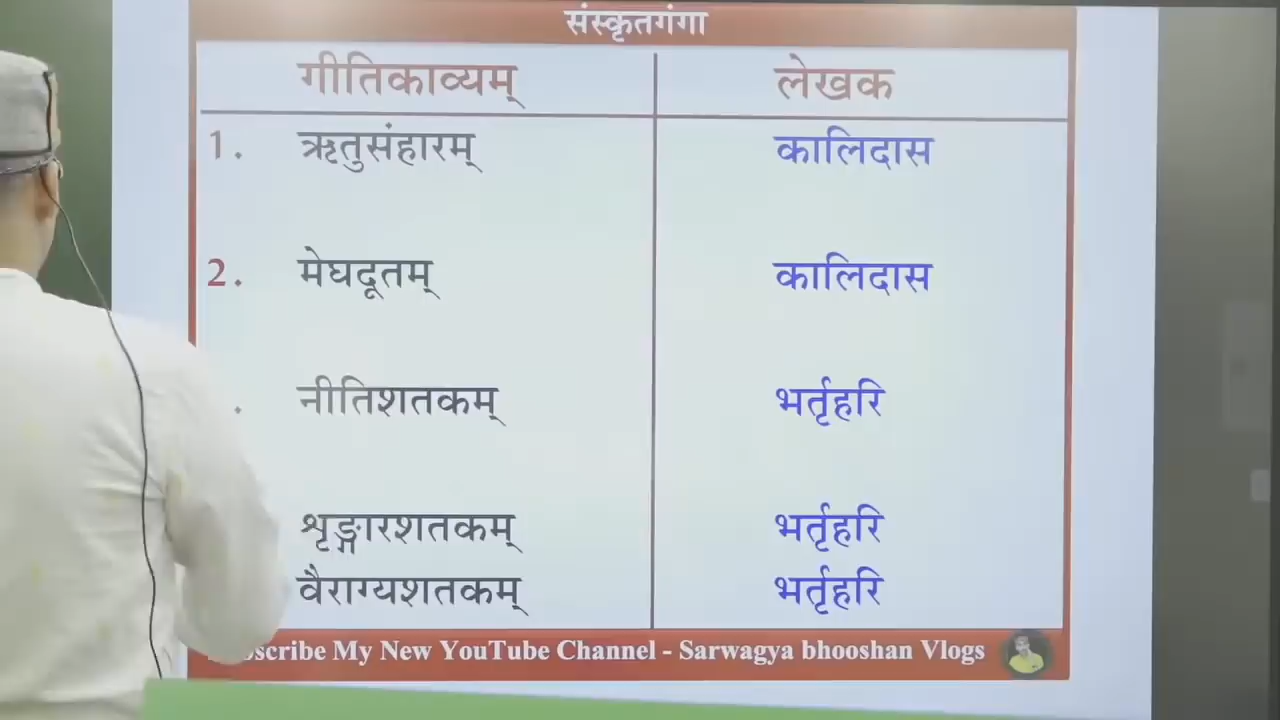 संस्कृतगंगा
गीतिकाव्यम् लेखक
1. ऋतुसंहारम् कालिदास
2. मेघदूतम् कालिदास
. नीतिशतकम् भर्तृहरि
शृङ्गारशतकम् भर्तृहरि
वैराग्यशतकम् भर्तृहरि
My New YouTube Channel - Sarwagya bhooshan Vlogs